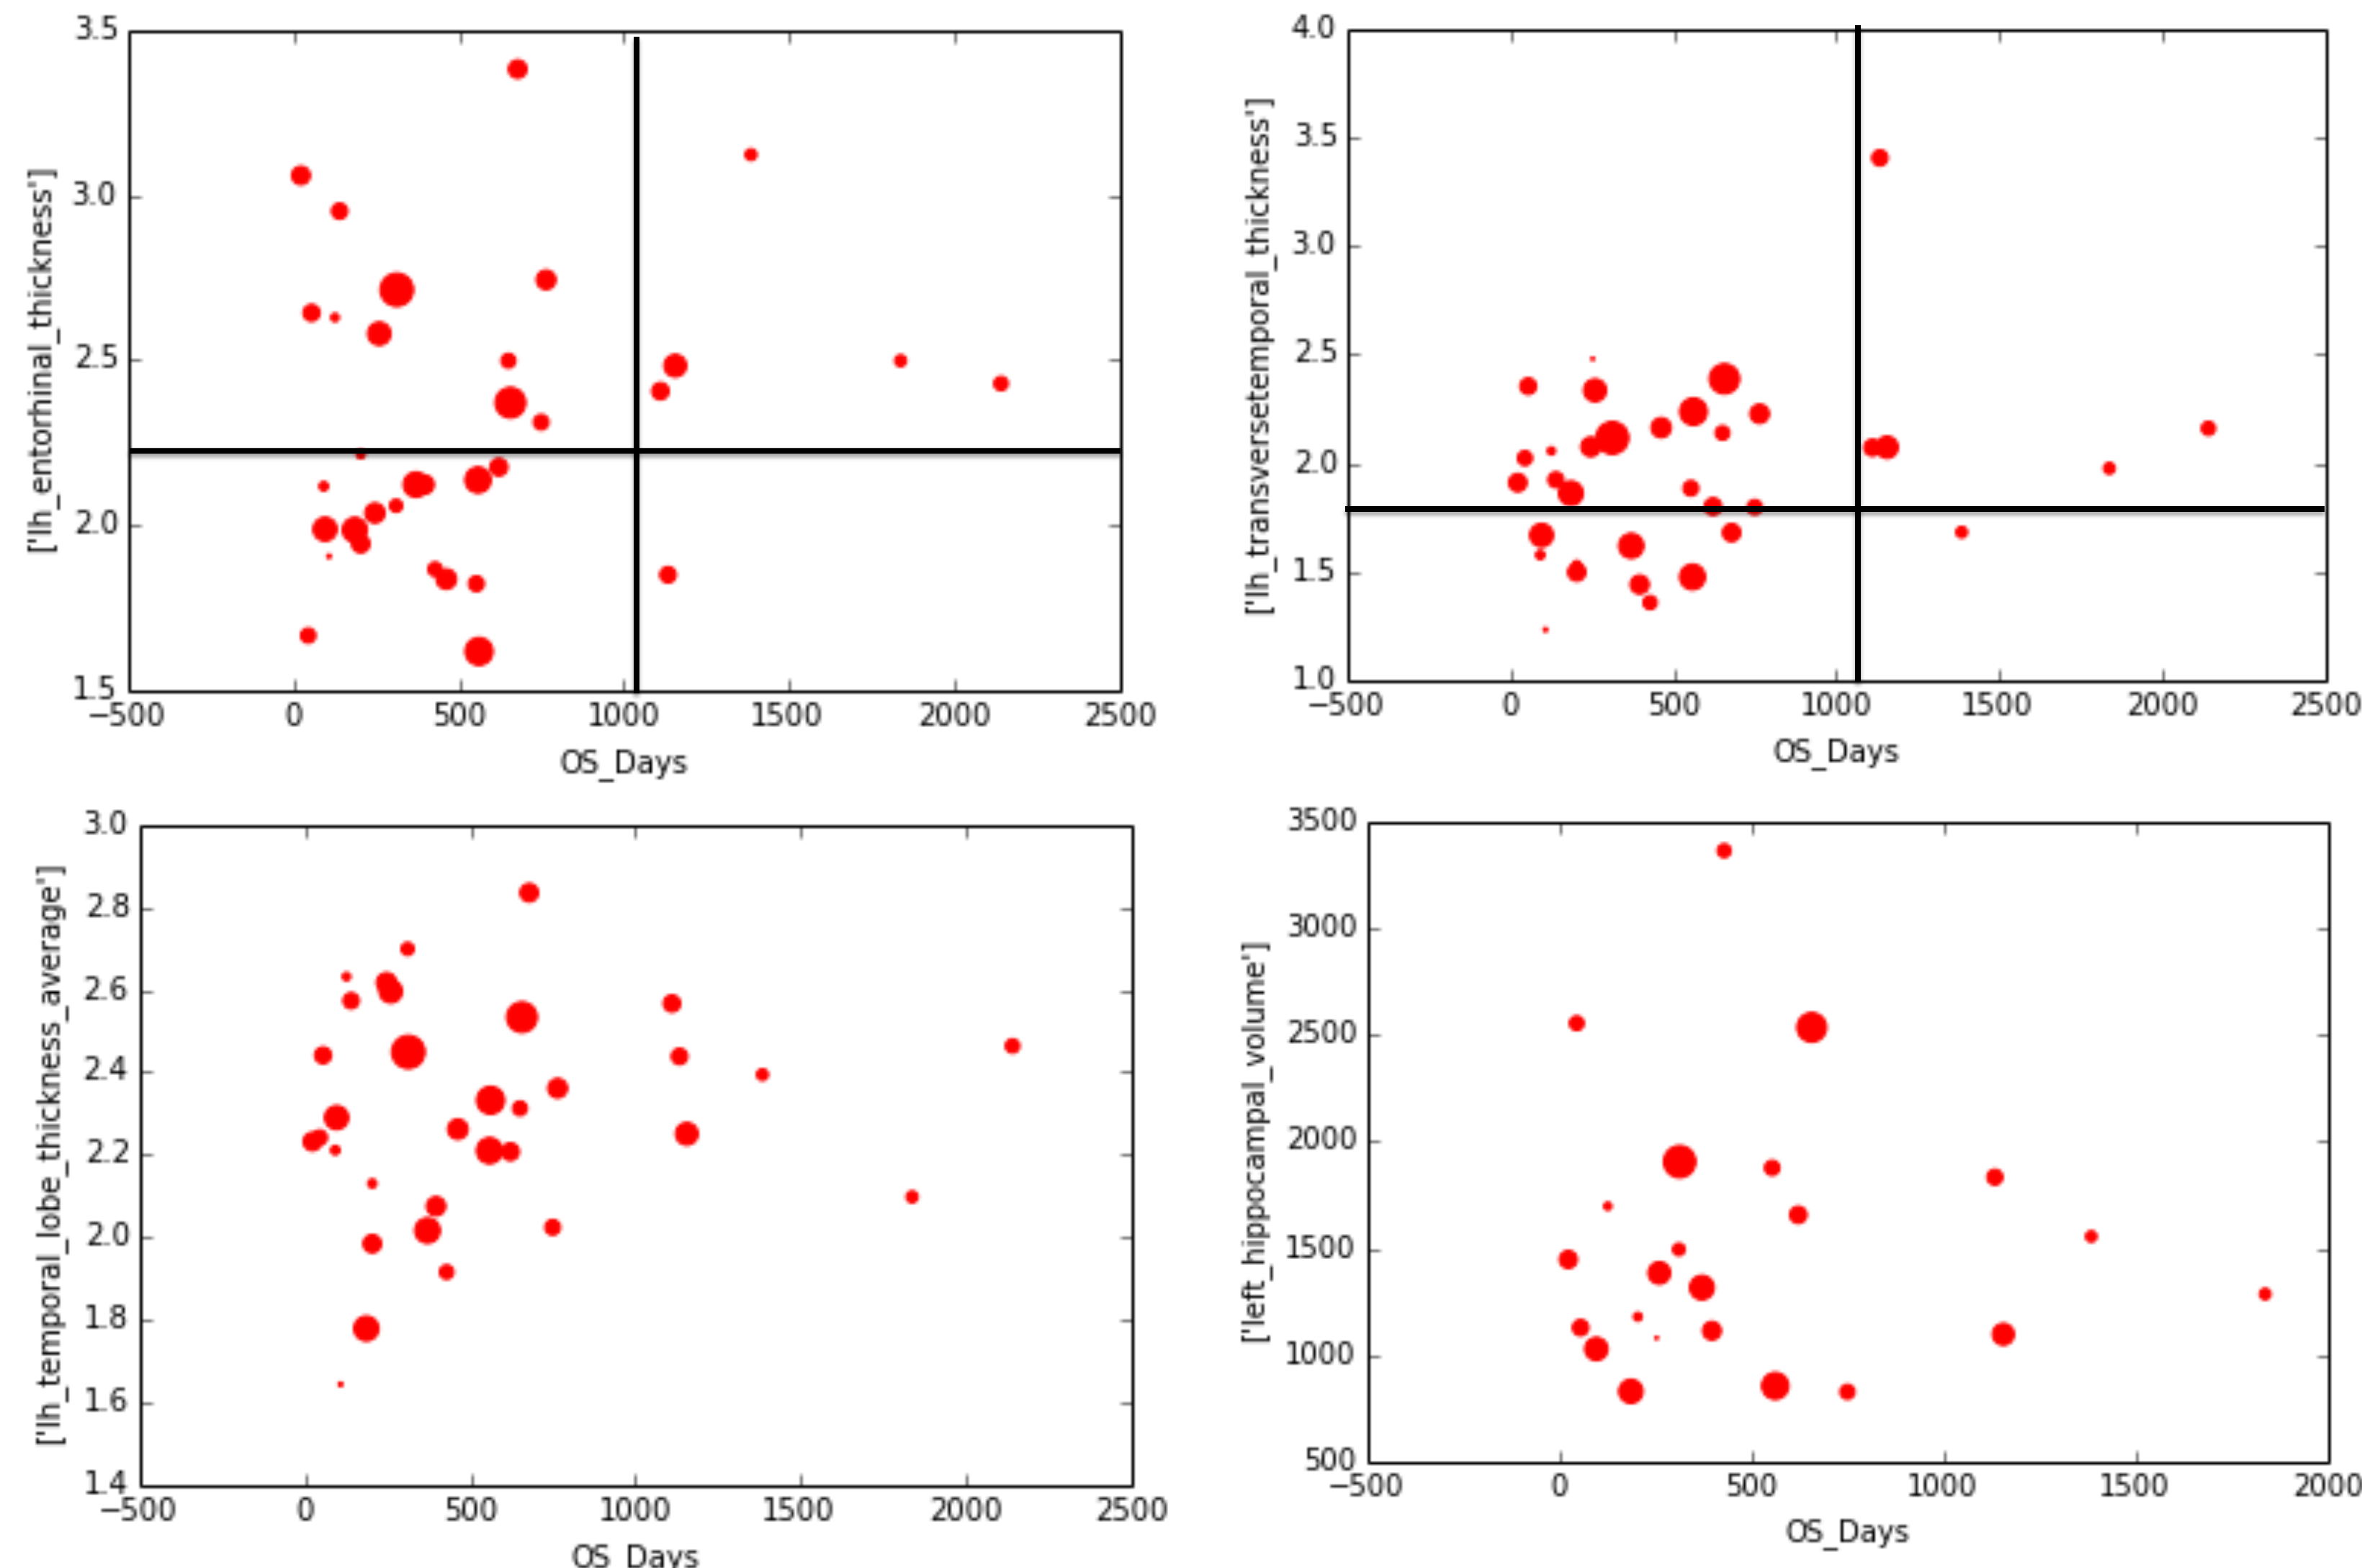 ['lh_entorhinal_thickness']
3.5
3.0
2.5
2.0
1.5
−500 0 500 1000 1500 2000 2500
OS_Days
['lh_transversetemporal_thickness']
4.0
3.5
3.0
2.5
2.0
1.5
1.0
−500 0 500 1000 1500 2000 2500
OS_Days
['lh_temporal_lobe_thickness_average']
3.0
2.8
2.6
2.4
2.2
2.0
1.8
1.6
1.4
−500 0 500 1000 1500 2000 2500
OS_Days
['left_hippocampal_volume']
3500
3000
2500
2000
1500
1000
500
−500 0 500 1000 1500 2000
OS_Days